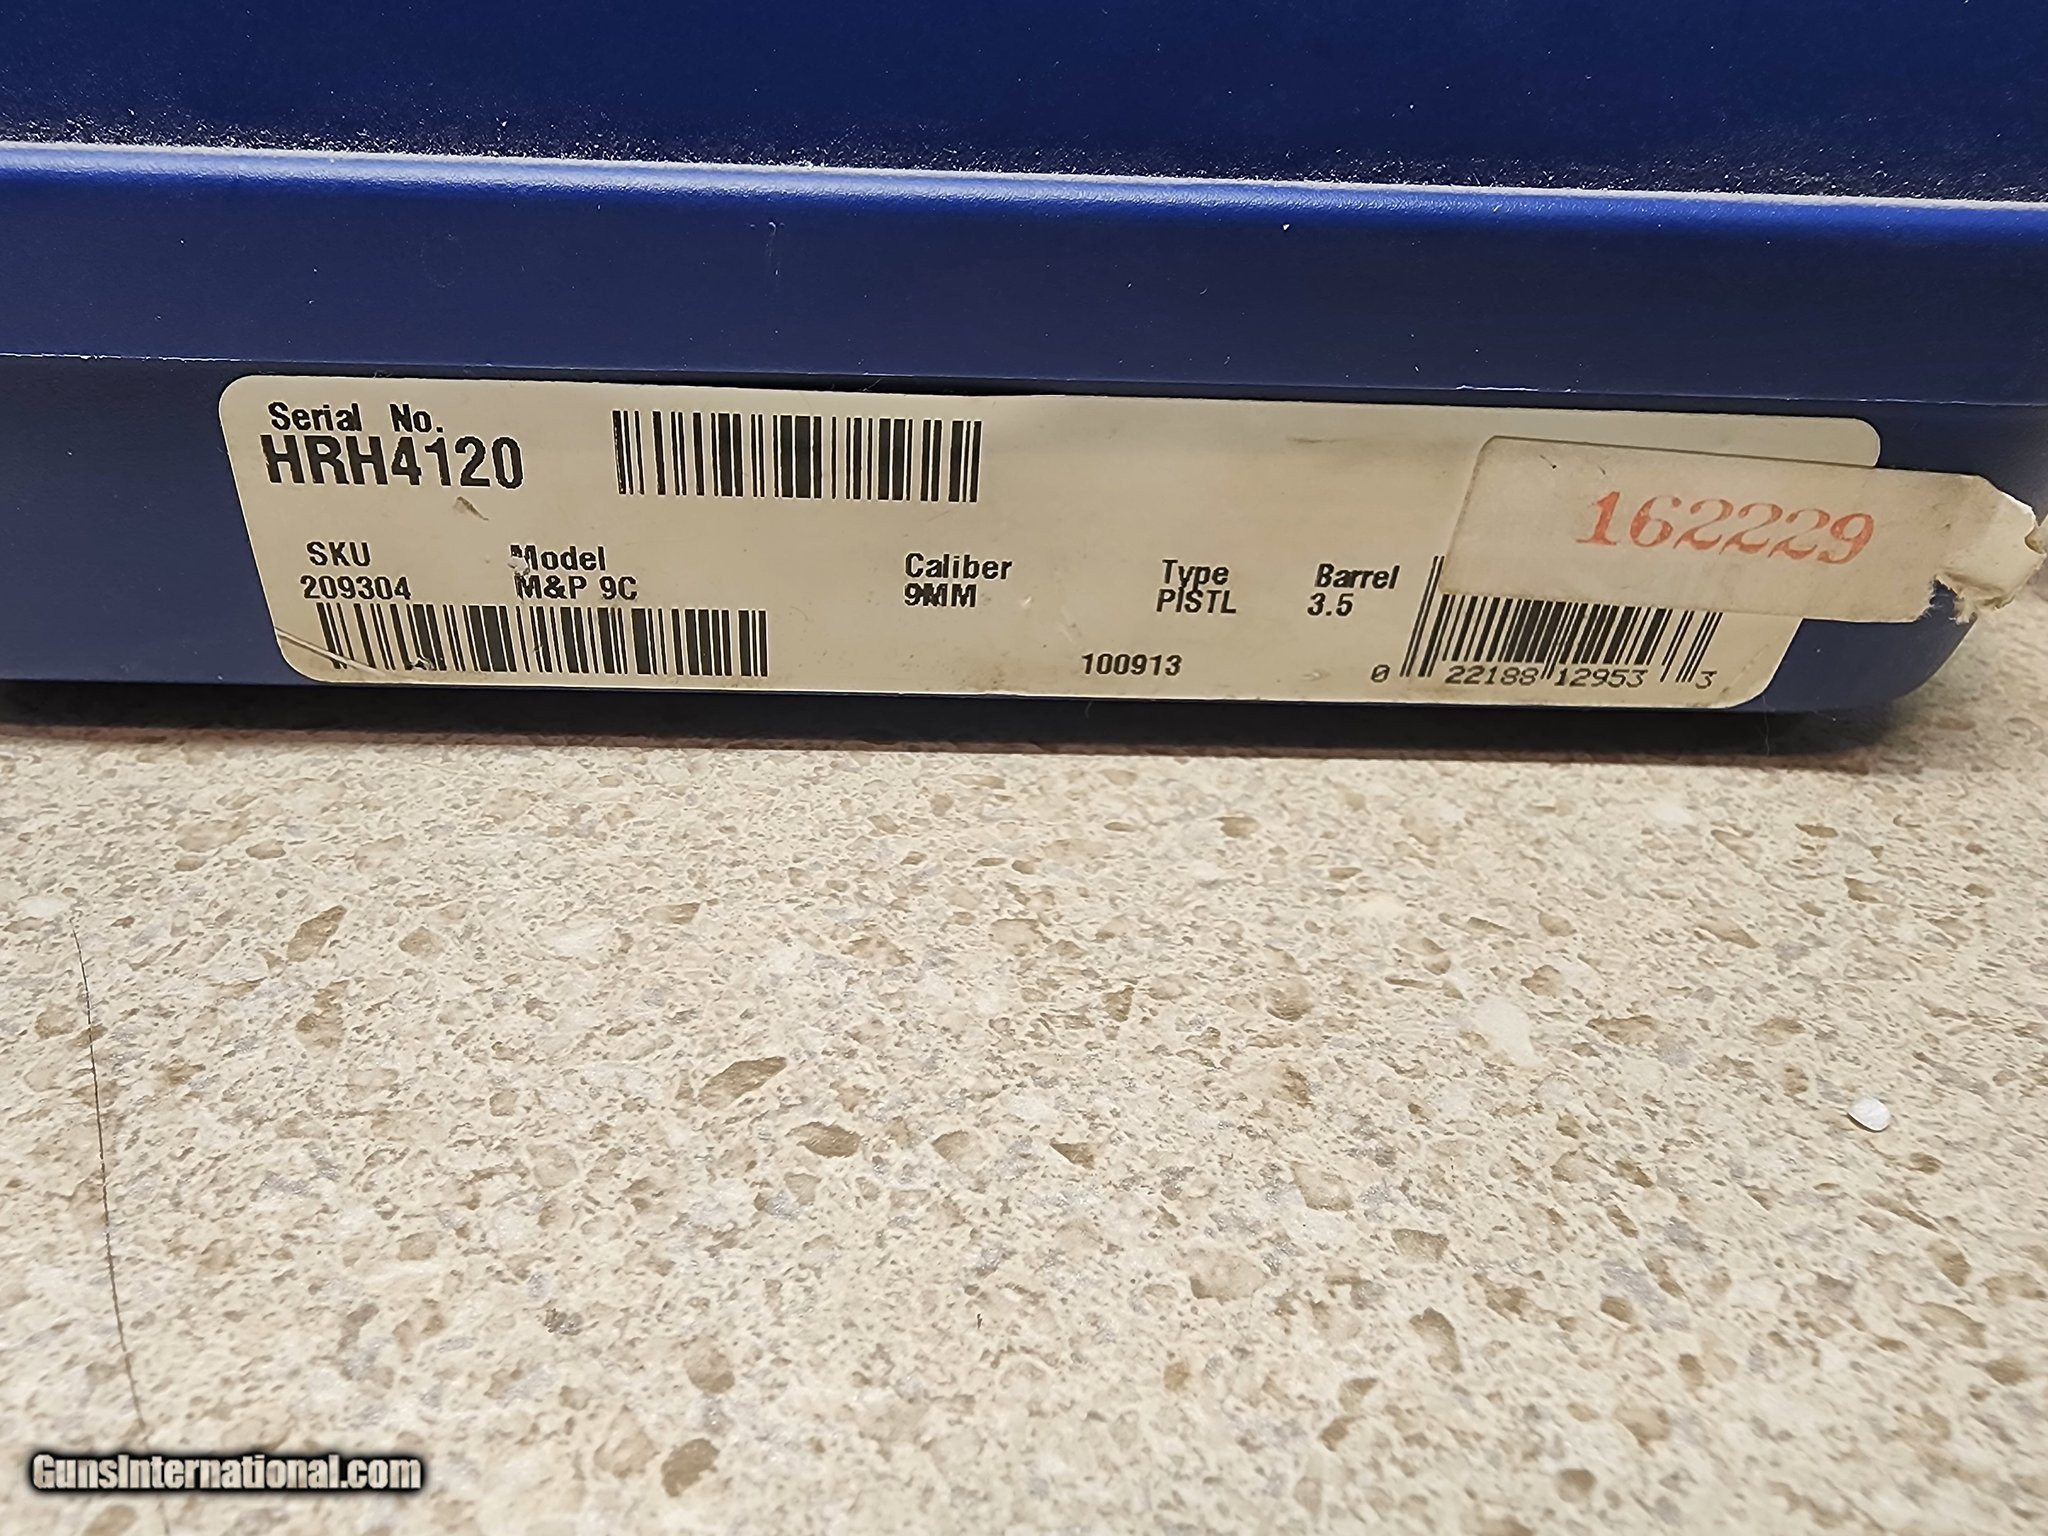 Serial No.
HRH4120
162229
SKU Model Caliber Type Barrel
209304 M&P 9C 9MM PISTL 3.5
100913
0 22188 12953 3
GunsInternational.com